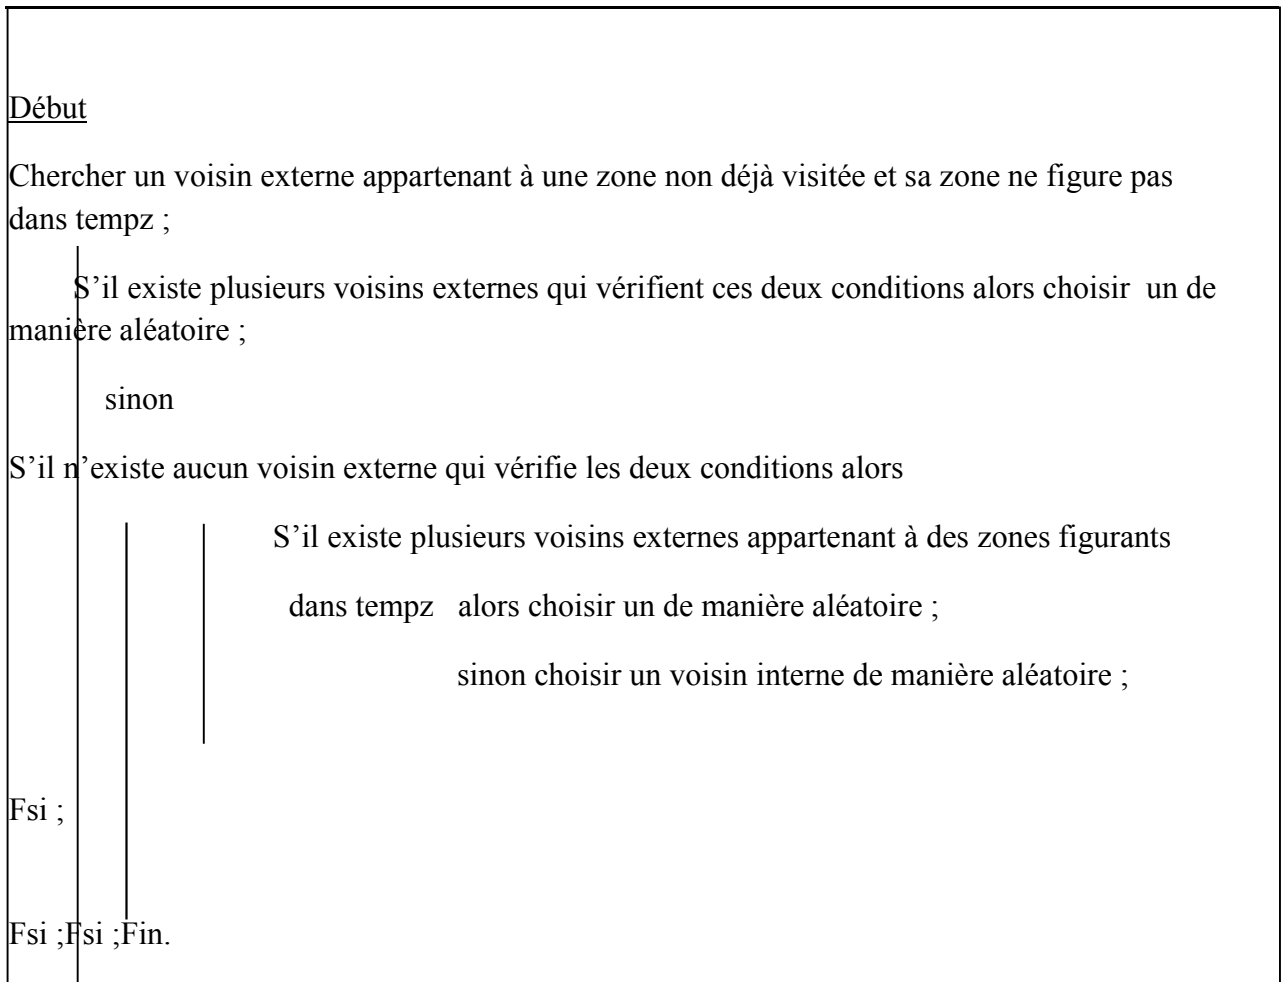 Début
Chercher un voisin externe appartenant à une zone non déjà visitée et sa zone ne figure pas
dans tempz ;
S’il existe plusieurs voisins externes qui vérifient ces deux conditions alors choisir un de
manière aléatoire ;
sinon
S’il n’existe aucun voisin externe qui vérifie les deux conditions alors
S’il existe plusieurs voisins externes appartenant à des zones figurants
dans tempz alors choisir un de manière aléatoire ;
sinon choisir un voisin interne de manière aléatoire ;
Fsi ;
Fsi ;Fsi ;Fin.